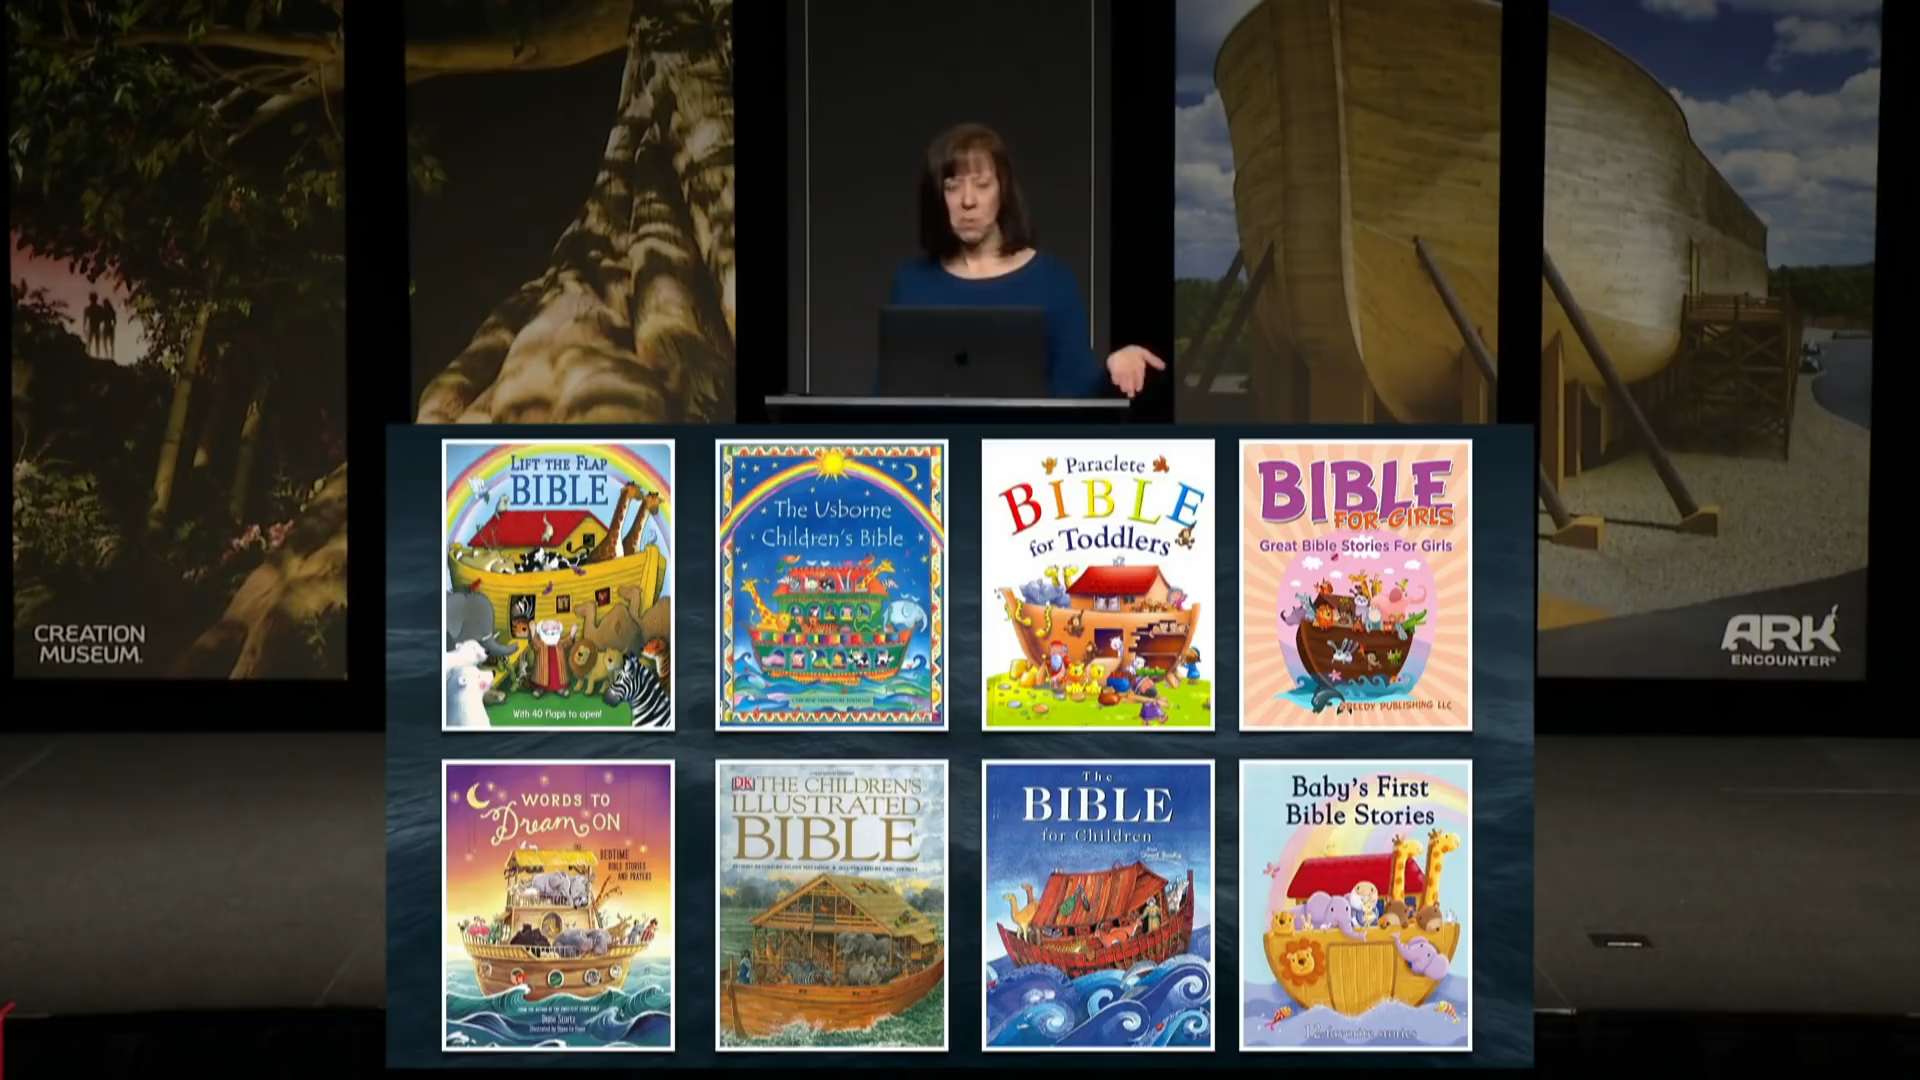 CREATION
MUSEUM
ARK
ENCOUNTER
LIFT THE FLAP
BIBLE
With 40 flaps to open!
The Usborne
Children's Bible
Paraclete
BIBLE
for Toddlers
BIBLE
FOR GIRLS
Great Bible Stories For Girls
SPEEDY PUBLISHING LLC
WORDS TO
Dream ON
BEDTIME
BIBLE STORIES
AND PRAYERS
Diane Stortz
DK THE CHILDREN'S
ILLUSTRATED
BIBLE
The
BIBLE
for Children
Baby's First
Bible Stories
12 favorite stories